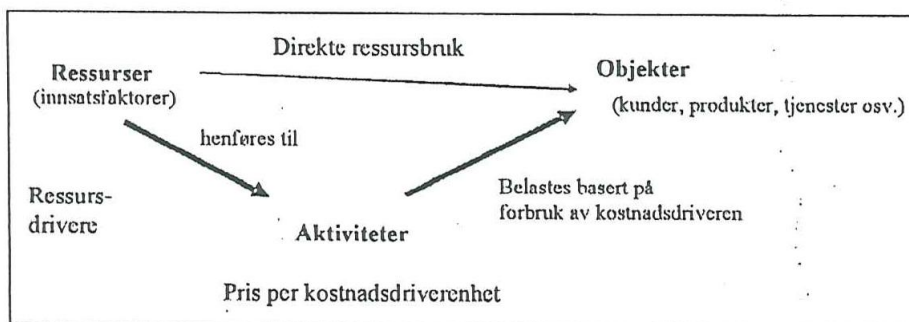 Direkte ressursbruk
Ressurser
(innsatsfaktorer)
Objekter
(kunder, produkter, tjenester osv.)
henføres til
Ressurs-
drivere
Belastes basert på
forbruk av kostnadsdriveren
Aktiviteter
Pris per kostnadsdriverenhet